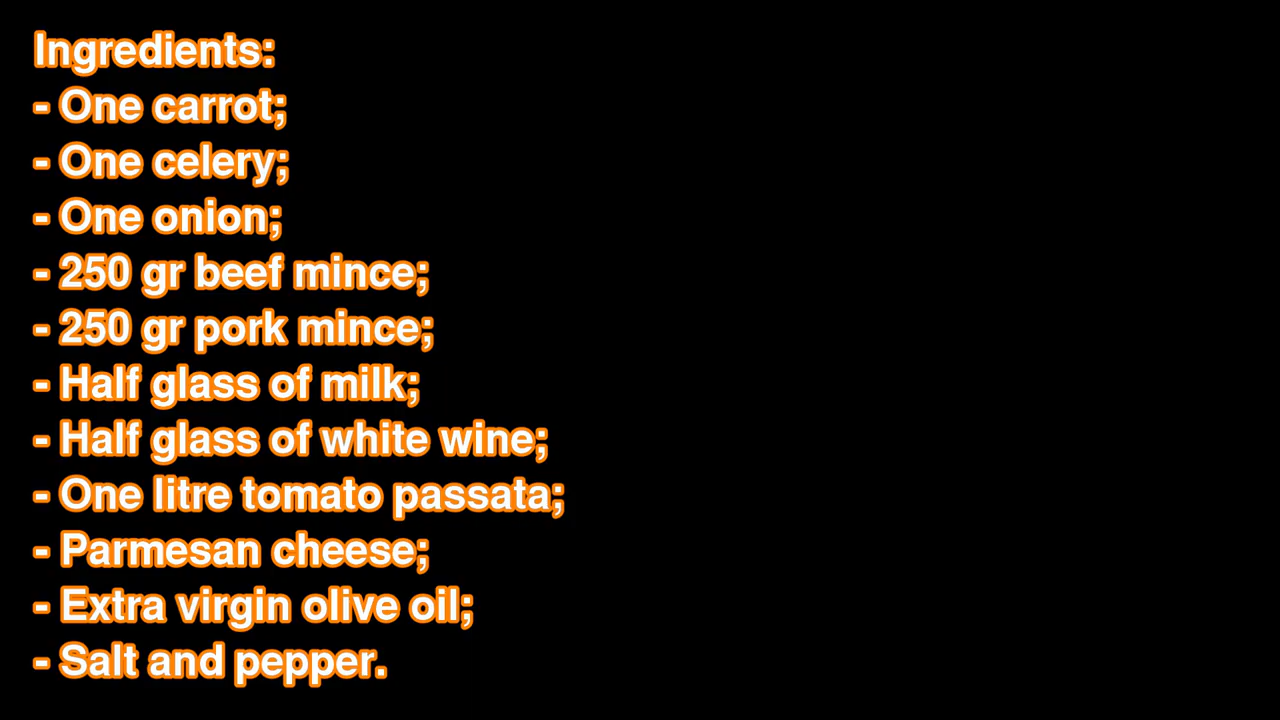 Ingredients:
- One carrot;
- One celery;
- One onion;
- 250 gr beef mince;
- 250 gr pork mince;
- Half glass of milk;
- Half glass of white wine;
- One litre tomato passata;
- Parmesan cheese;
- Extra virgin olive oil;
- Salt and pepper.